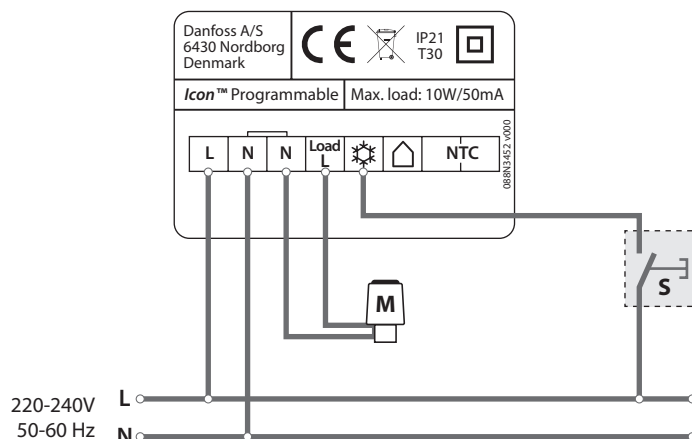 Danfoss A/S
6430 Nordborg
Denmark
CE
IP21
T30
Icon™ Programmable
Max. load: 10W/50mA
L N N Load L NTC
088N3452 v000
M
S
220-240V L
50-60 Hz N